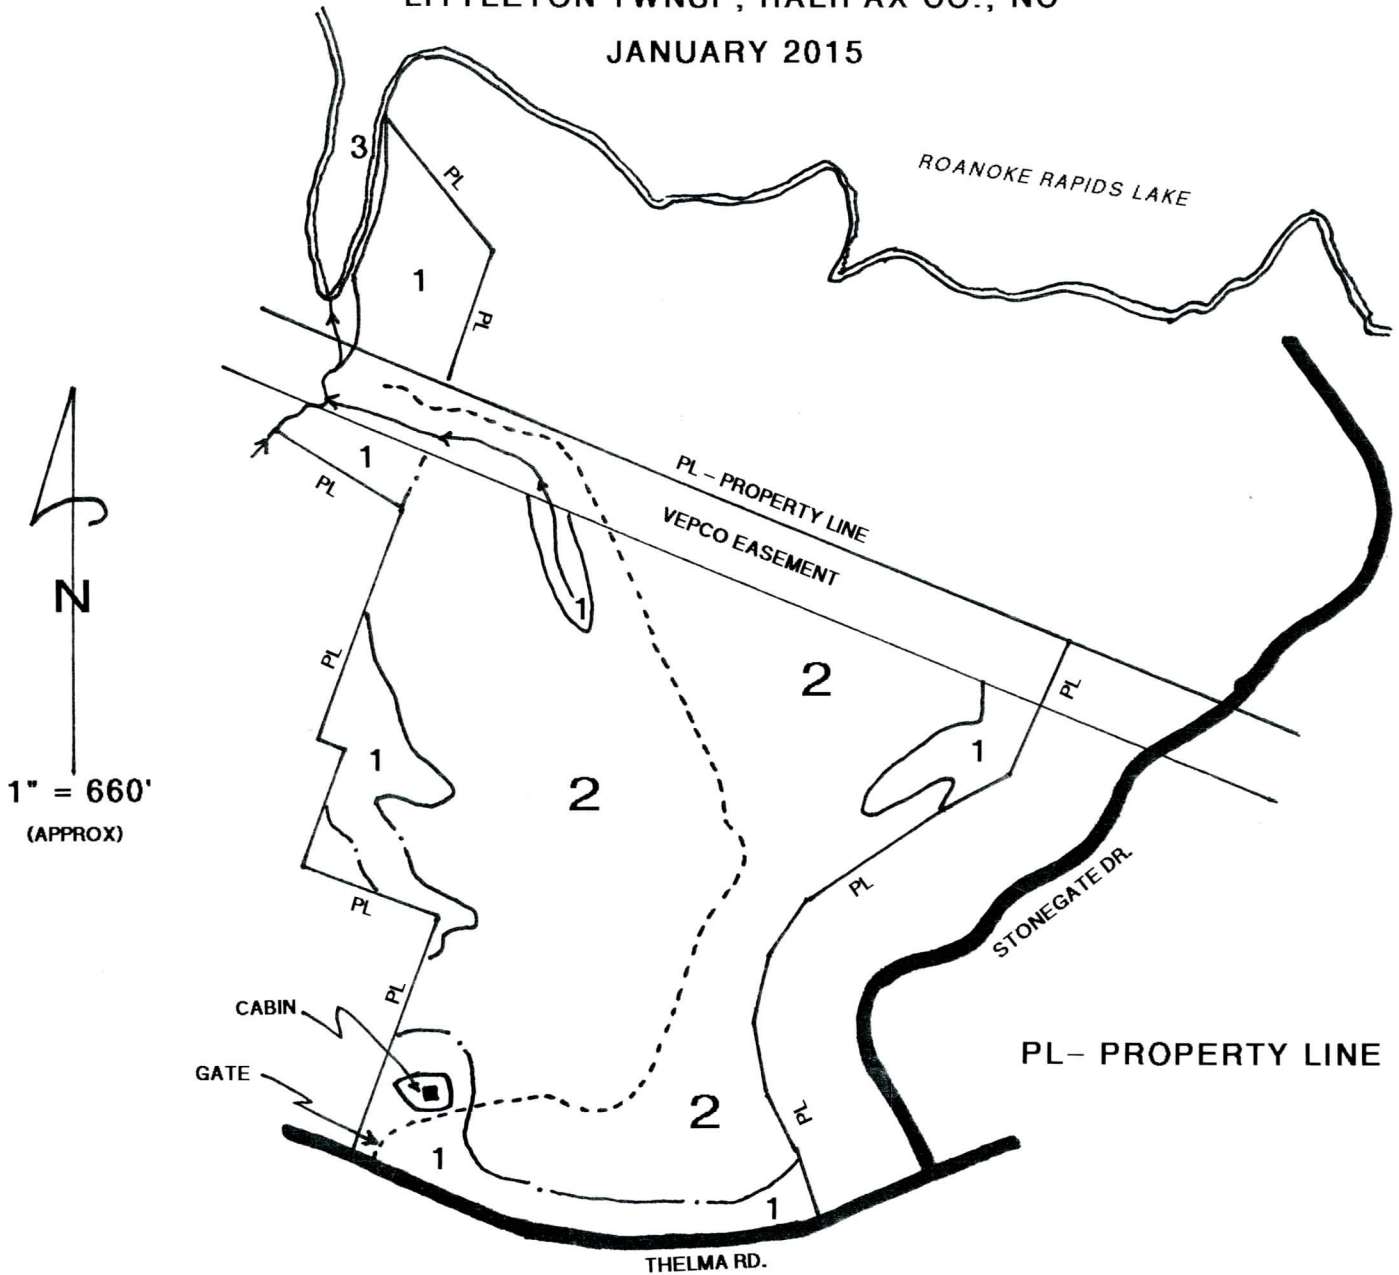 JANUARY 2015
ROANOKE RAPIDS LAKE
3
PL
1
PL
1
PL
PL – PROPERTY LINE
VEPCO EASEMENT
1
N
PL
2
PL
1
1
2
1" = 660'
(APPROX)
PL
PL
STONEGATE DR.
PL
CABIN
GATE
PL– PROPERTY LINE
2
PL
1
1
THELMA RD.